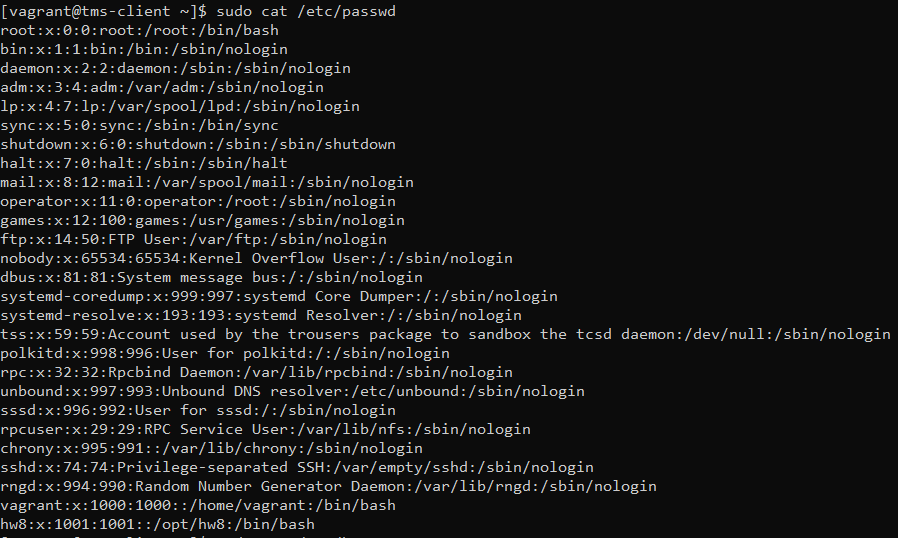 [vagrant@tms-client ~]$ sudo cat /etc/passwd
root:x:0:0:root:/root:/bin/bash
bin:x:1:1:bin:/bin:/sbin/nologin
daemon:x:2:2:daemon:/sbin:/sbin/nologin
adm:x:3:4:adm:/var/adm:/sbin/nologin
lp:x:4:7:lp:/var/spool/lpd:/sbin/nologin
sync:x:5:0:sync:/sbin:/bin/sync
shutdown:x:6:0:shutdown:/sbin:/sbin/shutdown
halt:x:7:0:halt:/sbin:/sbin/halt
mail:x:8:12:mail:/var/spool/mail:/sbin/nologin
operator:x:11:0:operator:/root:/sbin/nologin
games:x:12:100:games:/usr/games:/sbin/nologin
ftp:x:14:50:FTP User:/var/ftp:/sbin/nologin
nobody:x:65534:65534:Kernel Overflow User:/:/sbin/nologin
dbus:x:81:81:System message bus:/:/sbin/nologin
systemd-coredump:x:999:997:systemd Core Dumper:/:/sbin/nologin
systemd-resolve:x:193:193:systemd Resolver:/:/sbin/nologin
tss:x:59:59:Account used by the trousers package to sandbox the tcsd daemon:/dev/null:/sbin/nologin
polkitd:x:998:996:User for polkitd:/:/sbin/nologin
rpc:x:32:32:Rpcbind Daemon:/var/lib/rpcbind:/sbin/nologin
unbound:x:997:993:Unbound DNS resolver:/etc/unbound:/sbin/nologin
sssd:x:996:992:User for sssd:/:/sbin/nologin
rpcuser:x:29:29:RPC Service User:/var/lib/nfs:/sbin/nologin
chrony:x:995:991::/var/lib/chrony:/sbin/nologin
sshd:x:74:74:Privilege-separated SSH:/var/empty/sshd:/sbin/nologin
rngd:x:994:990:Random Number Generator Daemon:/var/lib/rngd:/sbin/nologin
vagrant:x:1000:1000::/home/vagrant:/bin/bash
hw8:x:1001:1001::/opt/hw8:/bin/bash